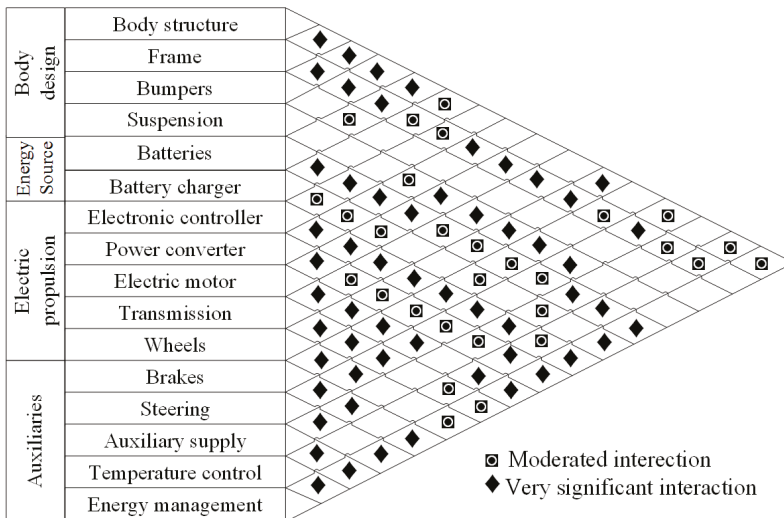 Body
design
Energy
Source
Electric
propulsion
Auxiliaries
Body structure
Frame
Bumpers
Suspension
Batteries
Battery charger
Electronic controller
Power converter
Electric motor
Transmission
Wheels
Brakes
Steering
Auxiliary supply
Temperature control
Energy management
Moderated interection
Very significant interaction